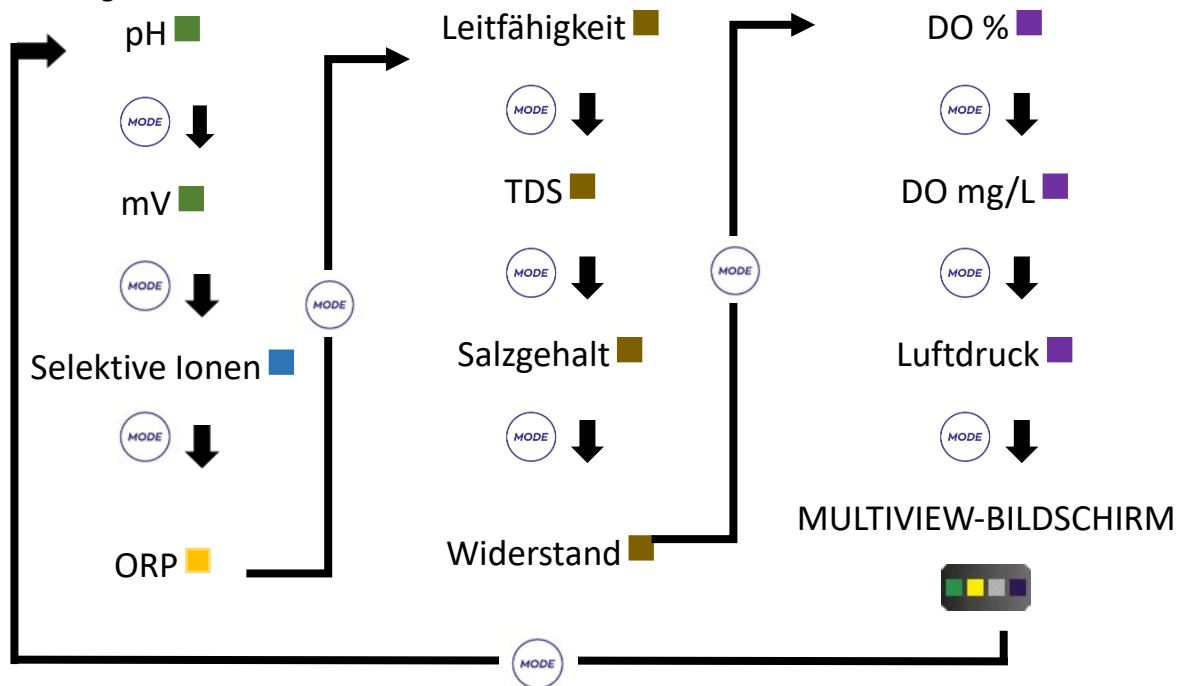 pH
MODE
mV
MODE
Selektive Ionen
MODE
ORP
MODE
Leitfähigkeit
MODE
TDS
MODE
Salzgehalt
MODE
Widerstand
MODE
DO %
MODE
DO mg/L
MODE
Luftdruck
MODE
MULTIVIEW-BILDSCHIRM
MODE